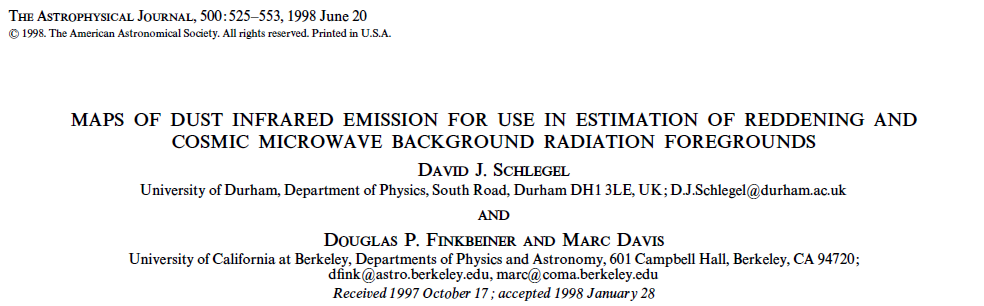 THE ASTROPHYSICAL JOURNAL, 500:525–553, 1998 June 20
© 1998. The American Astronomical Society. All rights reserved. Printed in U.S.A.
MAPS OF DUST INFRARED EMISSION FOR USE IN ESTIMATION OF REDDENING AND
COSMIC MICROWAVE BACKGROUND RADIATION FOREGROUNDS
DAVID J. SCHLEGEL
University of Durham, Department of Physics, South Road, Durham DH1 3LE, UK; D.J.Schlegel@durham.ac.uk
AND
DOUGLAS P. FINKBEINER AND MARC DAVIS
University of California at Berkeley, Departments of Physics and Astronomy, 601 Campbell Hall, Berkeley, CA 94720;
dfink@astro.berkeley.edu, marc@coma.berkeley.edu
Received 1997 October 17; accepted 1998 January 28